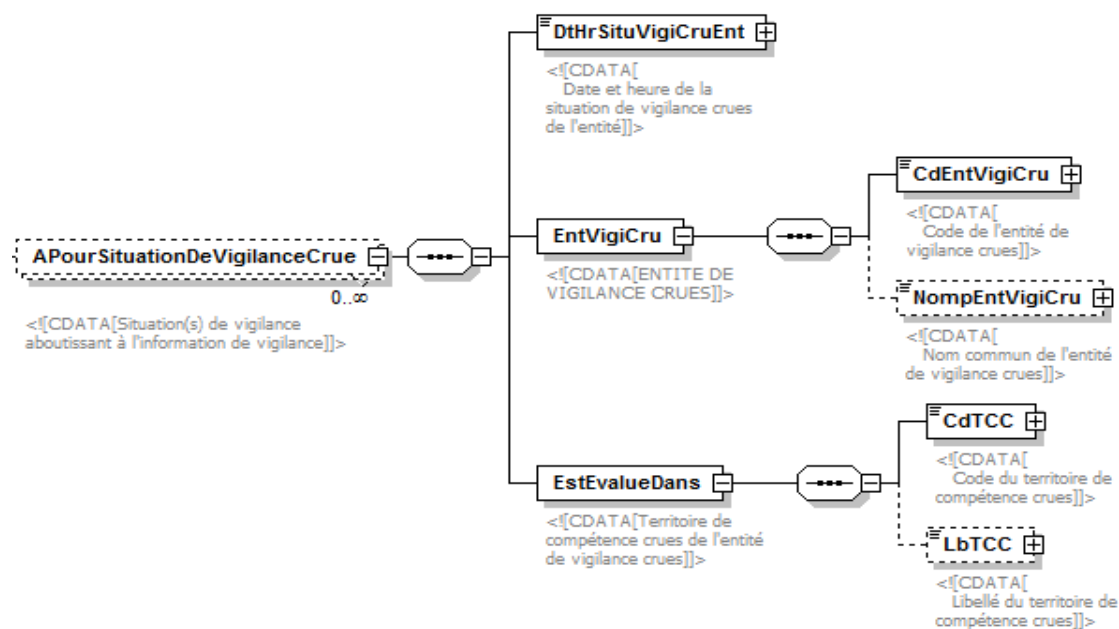 DtHrSituVigiCruEnt
<![CDATA[
Date et heure de la
situation de vigilance crues
de l'entité]]>
APourSituationDeVigilanceCrue
0..∞
<![CDATA[Situation(s) de vigilance
aboutissant à l'information de vigilance]]>
EntVigiCru
<![CDATA[ENTITE DE
VIGILANCE CRUES]]>
CdEntVigiCru
<![CDATA[
Code de l'entité de
vigilance crues]]>
NompEntVigiCru
<![CDATA[
Nom commun de l'entité
de vigilance crues]]>
EstEvalueDans
<![CDATA[Territoire de
compétence crues de l'entité
de vigilance crues]]>
CdTCC
<![CDATA[
Code du territoire de
compétence crues]]>
LbTCC
<![CDATA[
Libellé du territoire de
compétence crues]]>